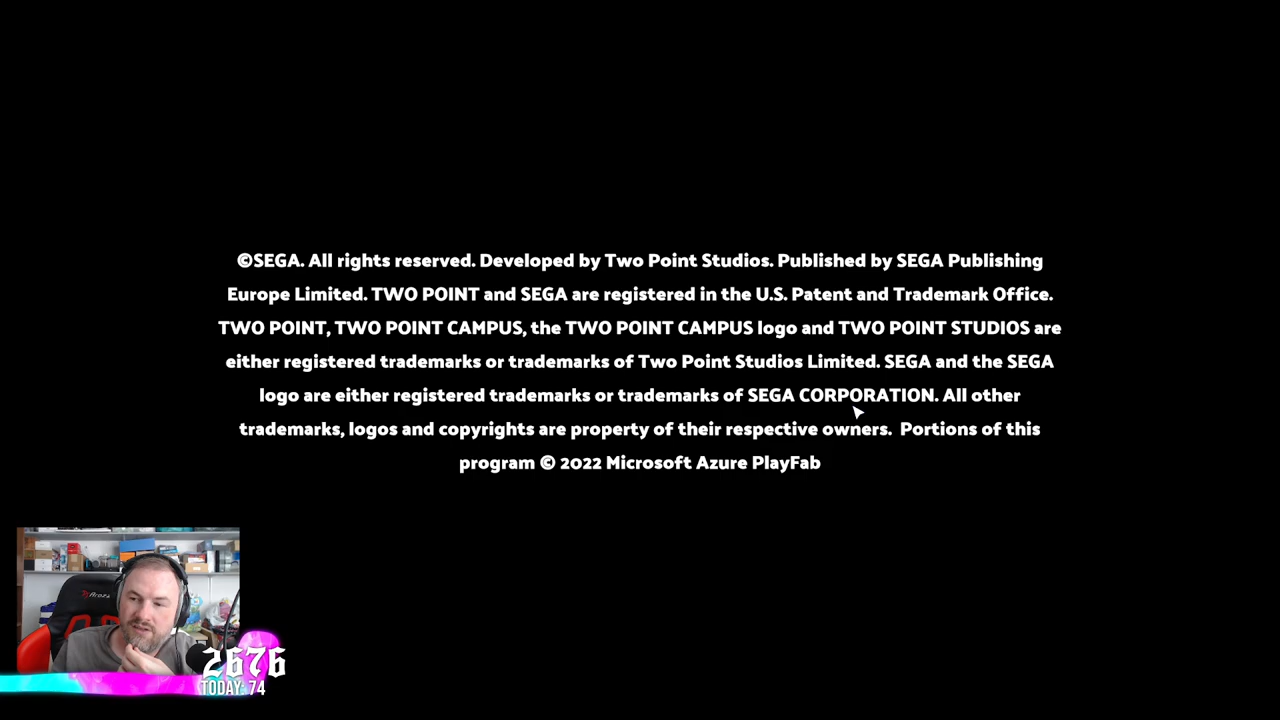 ©SEGA. All rights reserved. Developed by Two Point Studios. Published by SEGA Publishing
Europe Limited. TWO POINT and SEGA are registered in the U.S. Patent and Trademark Office.
TWO POINT, TWO POINT CAMPUS, the TWO POINT CAMPUS logo and TWO POINT STUDIOS are
either registered trademarks or trademarks of Two Point Studios Limited. SEGA and the SEGA
logo are either registered trademarks or trademarks of SEGA CORPORATION. All other
trademarks, logos and copyrights are property of their respective owners.  Portions of this
program © 2022 Microsoft Azure PlayFab
2676
TODAY: 74